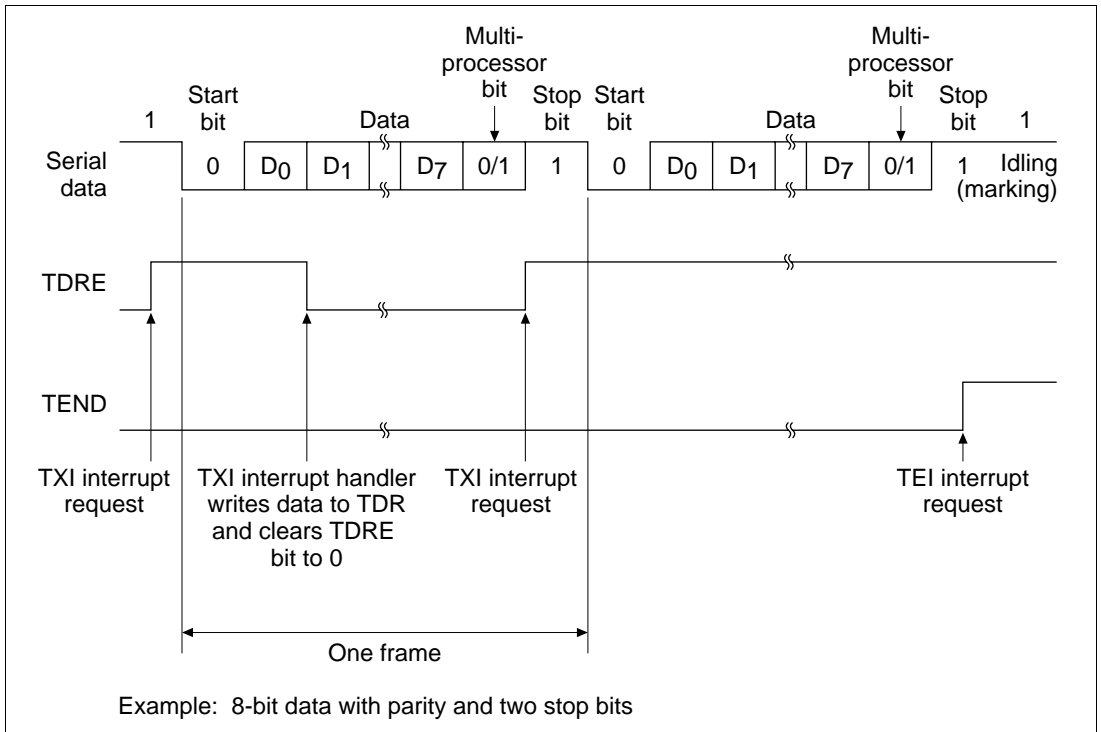 Multi-
processor
bit
Multi-
processor
bit
1
Start
bit
Data
Stop
bit
Start
bit
Data
Stop
bit
1
Serial
data
0 D0 D1 D7 0/1 1 0 D0 D1 D7 0/1 1 Idling
(marking)
TDRE
TEND
TXI interrupt
request
TXI interrupt handler
writes data to TDR
and clears TDRE
bit to 0
TXI interrupt
request
TEI interrupt
request
One frame
Example: 8-bit data with parity and two stop bits